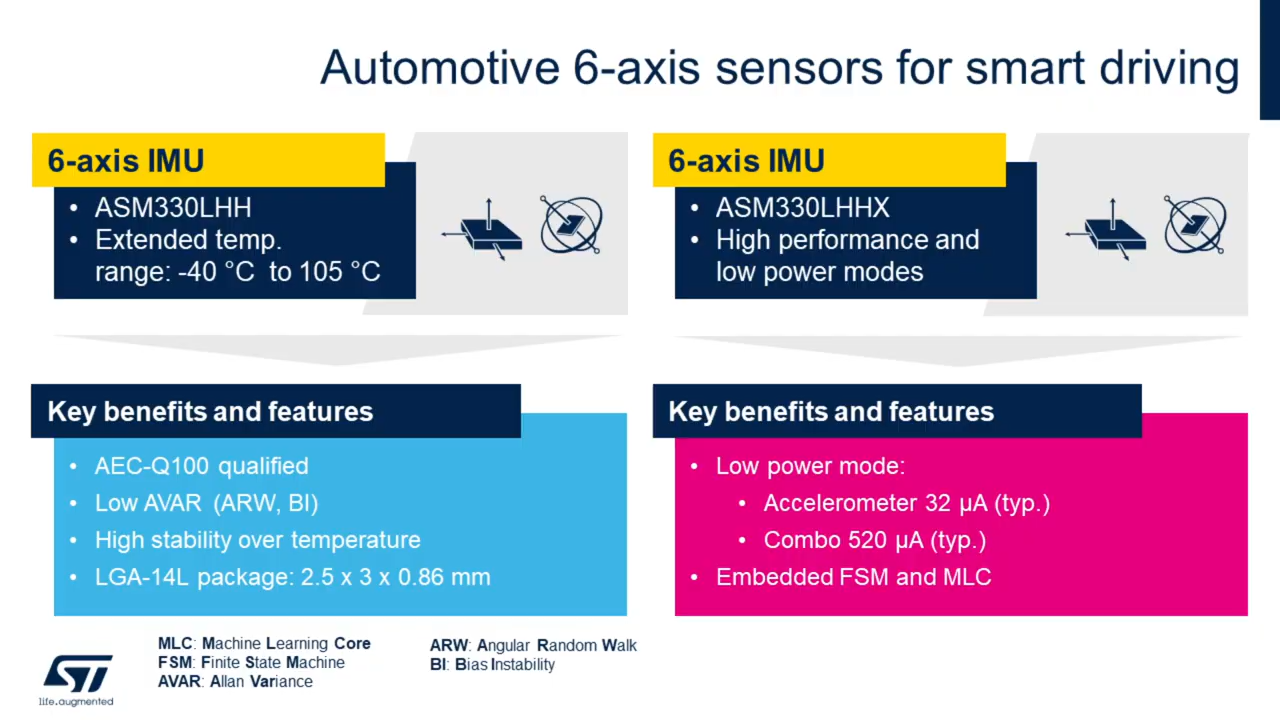 Automotive 6-axis sensors for smart driving
6-axis IMU
• ASM330LHH
• Extended temp.
range: -40 °C to 105 °C
6-axis IMU
• ASM330LHHX
• High performance and
low power modes
Key benefits and features
• AEC-Q100 qualified
• Low AVAR (ARW, BI)
• High stability over temperature
• LGA-14L package: 2.5 x 3 x 0.86 mm
Key benefits and features
• Low power mode:
• Accelerometer 32 µA (typ.)
• Combo 520 µA (typ.)
• Embedded FSM and MLC
MLC: Machine Learning Core
FSM: Finite State Machine
AVAR: Allan Variance
ARW: Angular Random Walk
BI: Bias Instability
ST
life.augmented